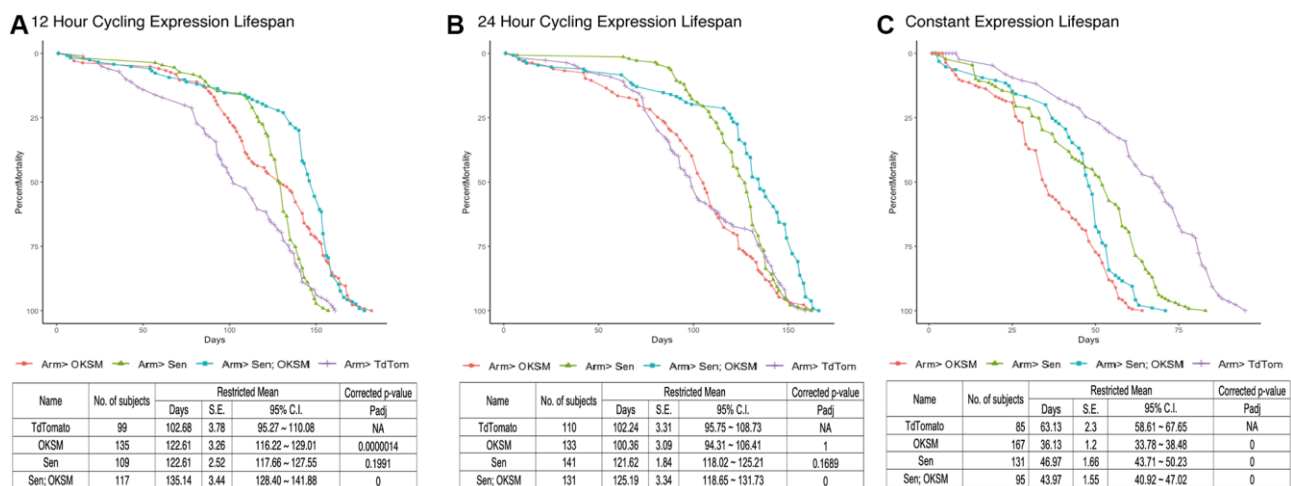 A 12 Hour Cycling Expression Lifespan
0
25
50
75
100
PercentMortality
0 50 100 150
Days
Arm> OKSM Arm> Sen Arm> Sen; OKSM Arm> TdTom
Name No. of subjects Restricted Mean Corrected p-value
Days S.E. 95% C.I. Padj
TdTomato 99 102.68 3.78 95.27 ~ 110.08 NA
OKSM 135 122.61 3.26 116.22 ~ 129.01 0.0000014
Sen 109 122.61 2.52 117.66 ~ 127.55 0.1991
Sen; OKSM 117 135.14 3.44 128.40 ~ 141.88 0
B 24 Hour Cycling Expression Lifespan
0
25
50
75
100
PercentMortality
0 50 100 150
Days
Arm> OKSM Arm> Sen Arm> Sen; OKSM Arm> TdTom
Name No. of subjects Restricted Mean Corrected p-value
Days S.E. 95% C.I. Padj
TdTomato 110 102.24 3.31 95.75 ~ 108.73 NA
OKSM 133 100.36 3.09 94.31 ~ 106.41 1
Sen 141 121.62 1.84 118.02 ~ 125.21 0.1689
Sen; OKSM 131 125.19 3.34 118.65 ~ 131.73 0
C Constant Expression Lifespan
0
25
50
75
100
PercentMortality
0 25 50 75
Days
Arm> OKSM Arm> Sen Arm> Sen; OKSM Arm> TdTom
Name No. of subjects Restricted Mean Corrected p-value
Days S.E. 95% C.I. Padj
TdTomato 85 63.13 2.3 58.61 ~ 67.65 NA
OKSM 167 36.13 1.2 33.78 ~ 38.48 0
Sen 131 46.97 1.66 43.71 ~ 50.23 0
Sen; OKSM 95 43.97 1.55 40.92 ~ 47.02 0